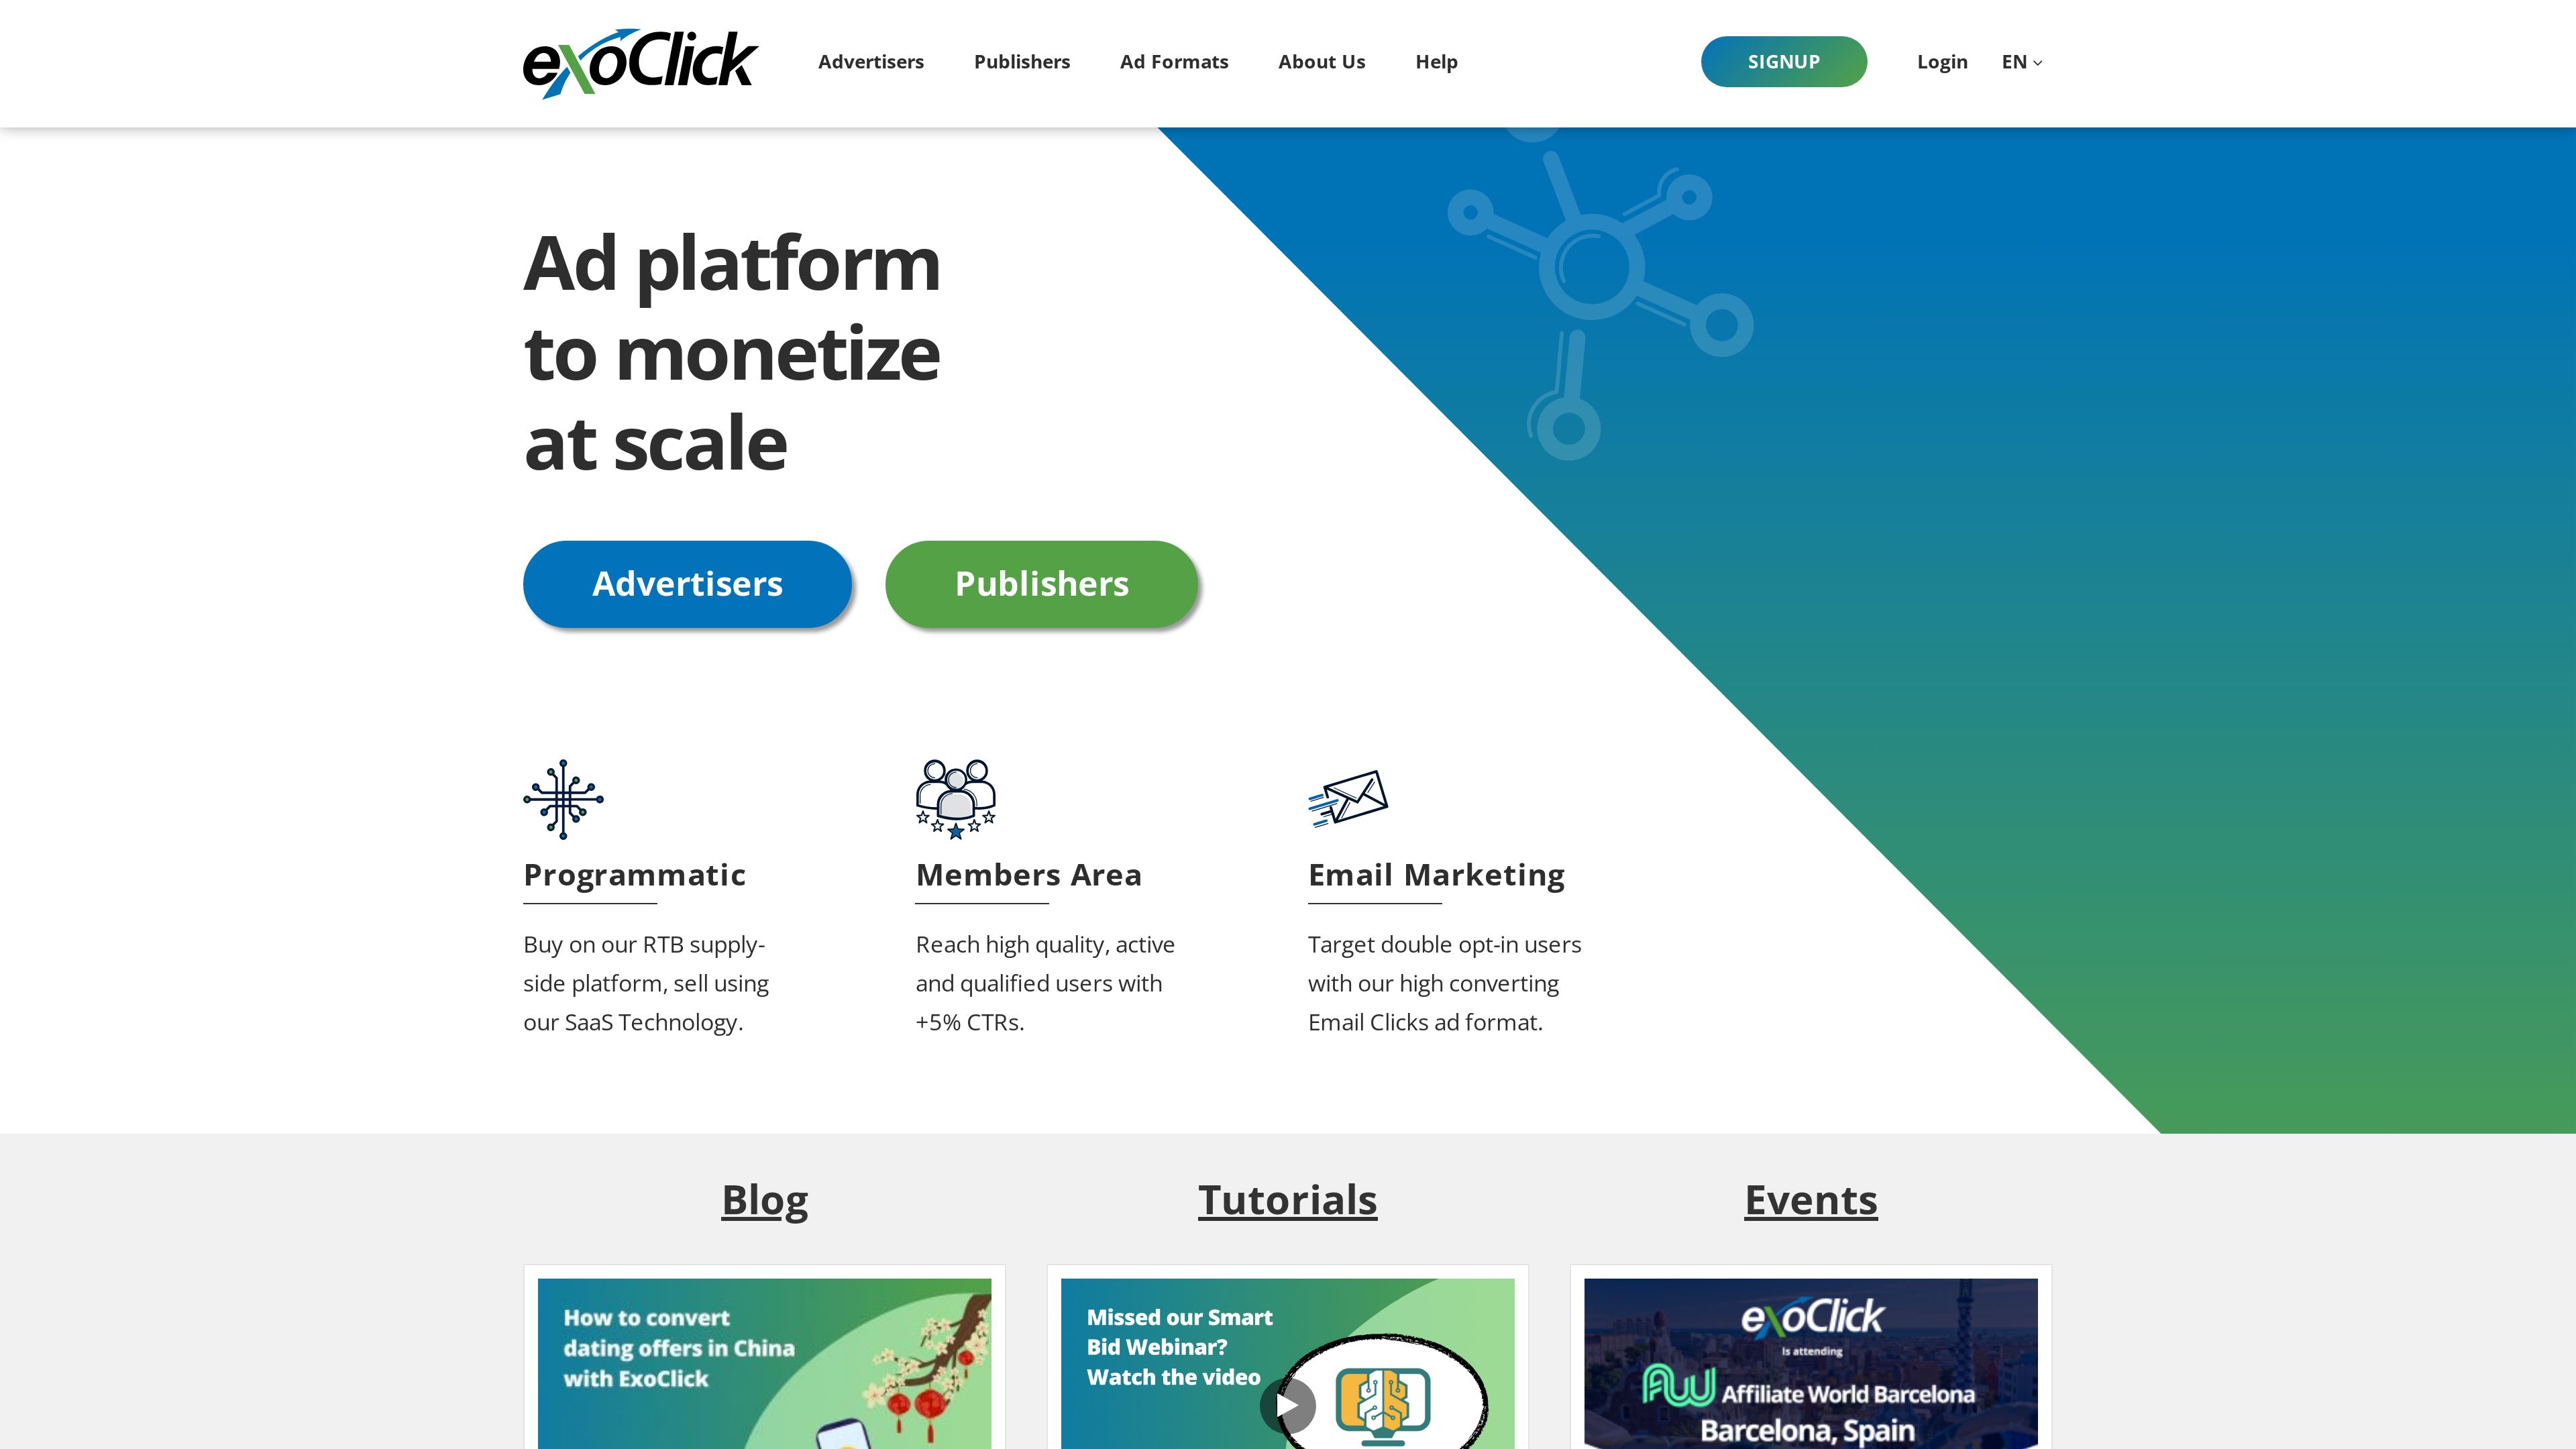 exoClick
Advertisers
Publishers
Ad Formats
About Us
Help
SIGNUP
Login
EN
Ad platform
to monetize
at scale
Advertisers
Publishers
Programmatic
Buy on our RTB supply-
side platform, sell using
our SaaS Technology.
Members Area
Reach high quality, active
and qualified users with
+5% CTRs.
Email Marketing
Target double opt-in users
with our high converting
Email Clicks ad format.
Blog
How to convert
dating offers in China
with ExoClick
Tutorials
Missed our Smart
Bid Webinar?
Watch the video
Events
exoClick
Is attending
AW Affiliate World Barcelona
Barcelona, Spain